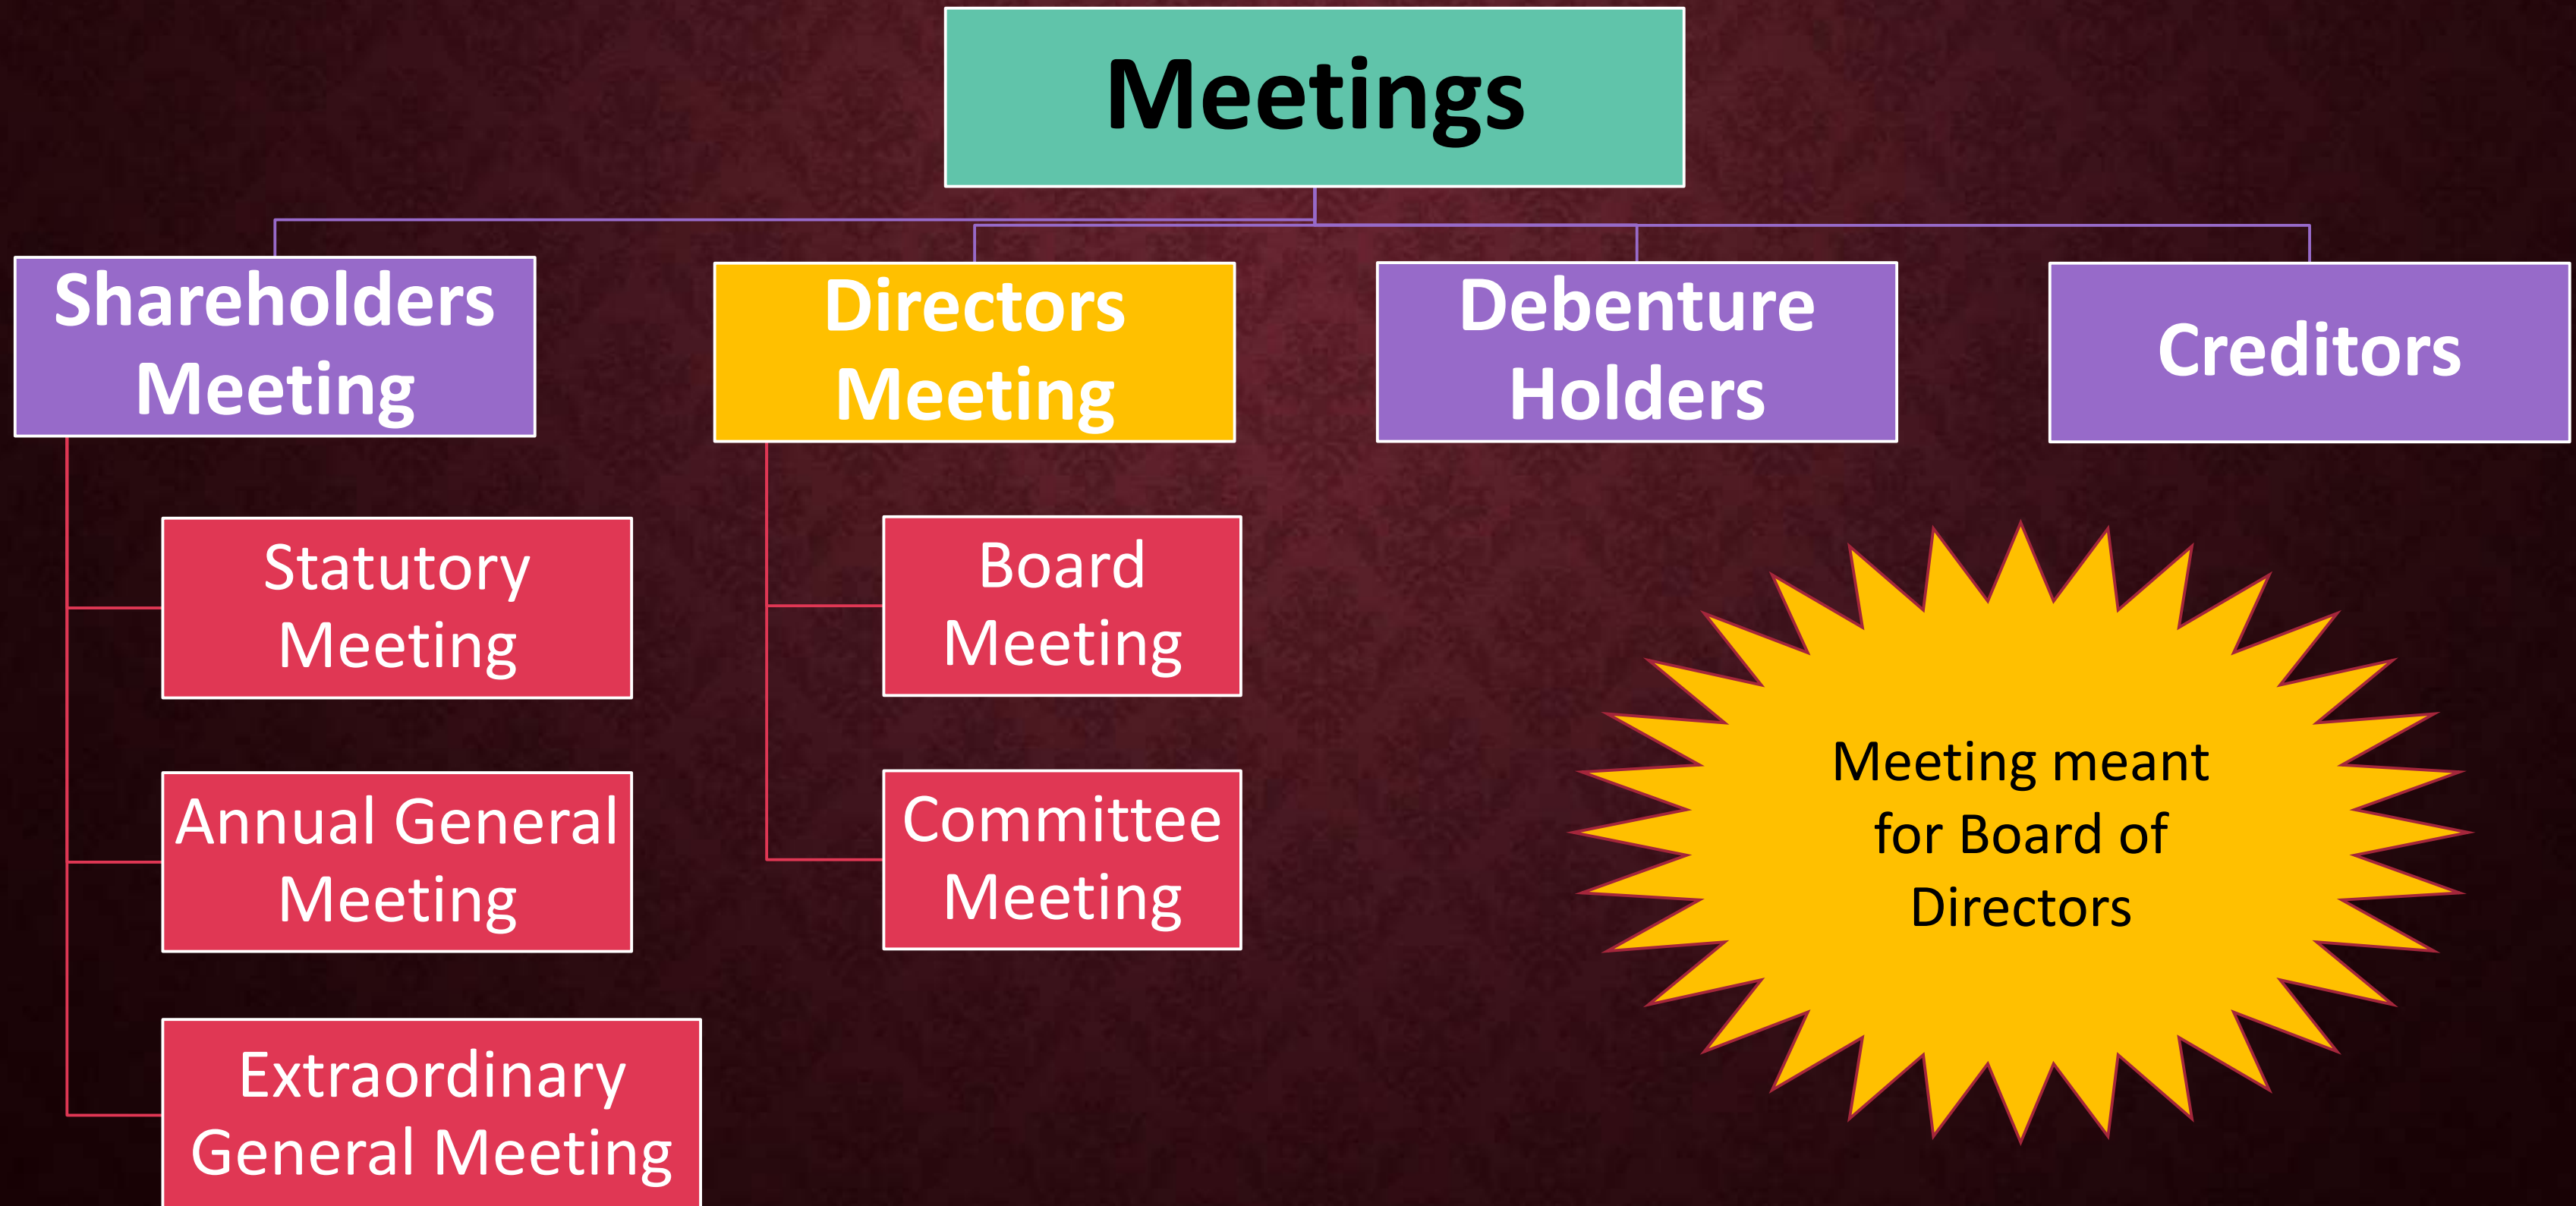 Meetings
Shareholders
Meeting
Directors
Meeting
Debenture
Holders
Creditors
Statutory
Meeting
Annual General
Meeting
Extraordinary
General Meeting
Board
Meeting
Committee
Meeting
Meeting meant
for Board of
Directors